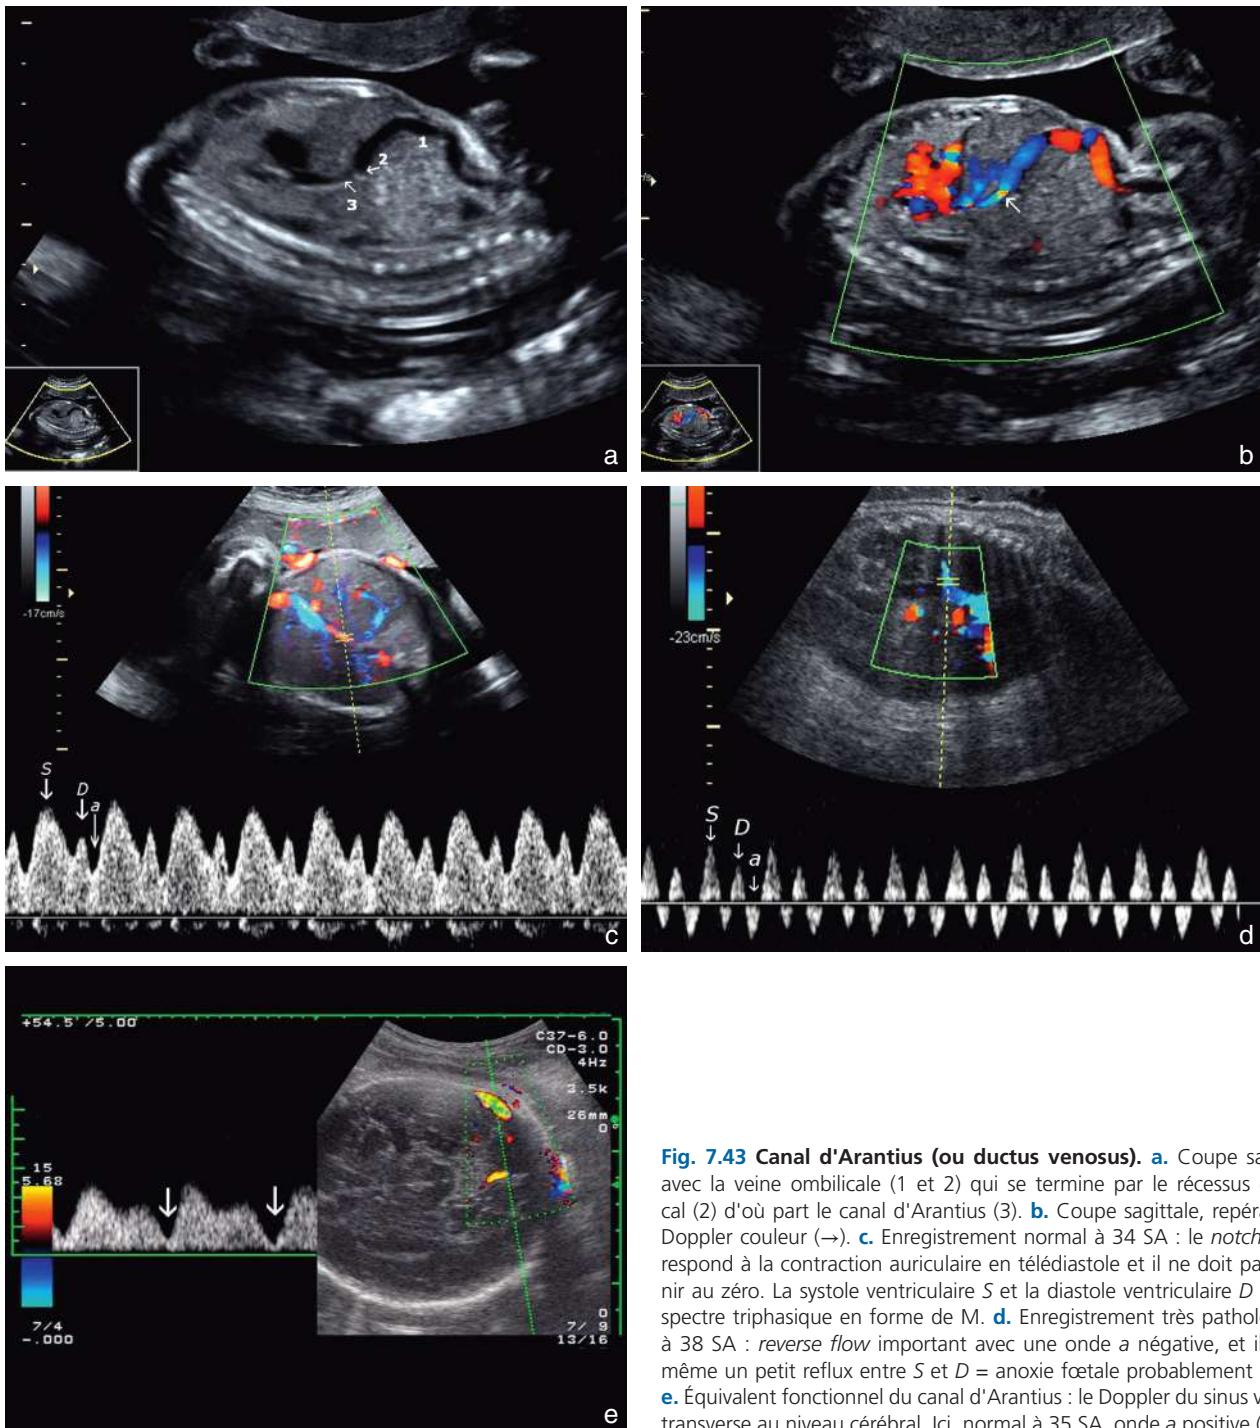 1
2
3
a
b
-17cm/s
S
D
a
c
-23cm/s
S
D
a
d
+54.5°/5.00
C37-6.0
CD-3.0
4Hz
3.5k
26mm
0°
15
5.68
7/4
-.000
0
7/ 9
13/16
e
Fig. 7.43 Canal d'Arantius (ou ductus venosus). a. Coupe
avec la veine ombilicale (1 et 2) qui se termine par le récessus
(2) d'où part le canal d'Arantius (3). b. Coupe sagittale,
Doppler couleur (→). c. Enregistrement normal à 34 SA : le notch
respond à la contraction auriculaire en télédiastole et il ne doit
nir au zéro. La systole ventriculaire S et la diastole ventriculaire D
spectre triphasique en forme de M. d. Enregistrement très
à 38 SA : reverse flow important avec une onde a négative, et
même un petit reflux entre S et D = anoxie fœtale probablement
e. Équivalent fonctionnel du canal d'Arantius : le Doppler du sinus
transverse au niveau cérébral. Ici, normal à 35 SA, onde a positive